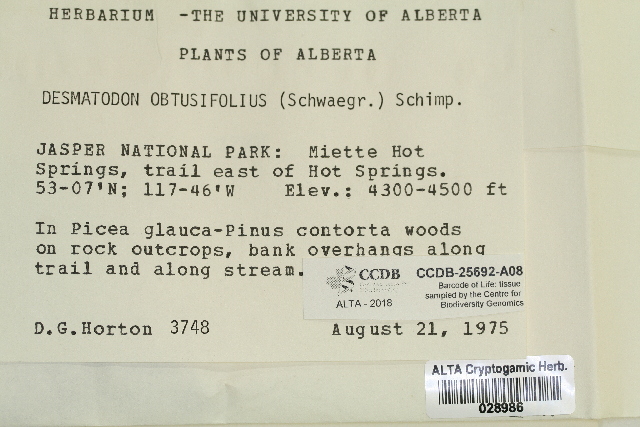 HERBARIUM -THE UNIVERSITY OF ALBERTA
PLANTS OF ALBERTA
DESMATODON OBTUSIFOLIUS (Schwaegr.) Schimp.
JASPER NATIONAL PARK: Miette Hot
Springs, trail east of Hot Springs.
53-07'N; 117-46'W Elev.: 4300-4500 ft
In Picea glauca-Pinus contorta woods
on rock outcrops, bank overhangs along
trail and along stream.
CCDB CCDB-25692-A08
Barcode of Life: tissue
sampled by the Centre for
Biodiversity Genomics
ALTA - 2018
D.G.Horton 3748 August 21, 1975
ALTA Cryptogamic Herb.
028986